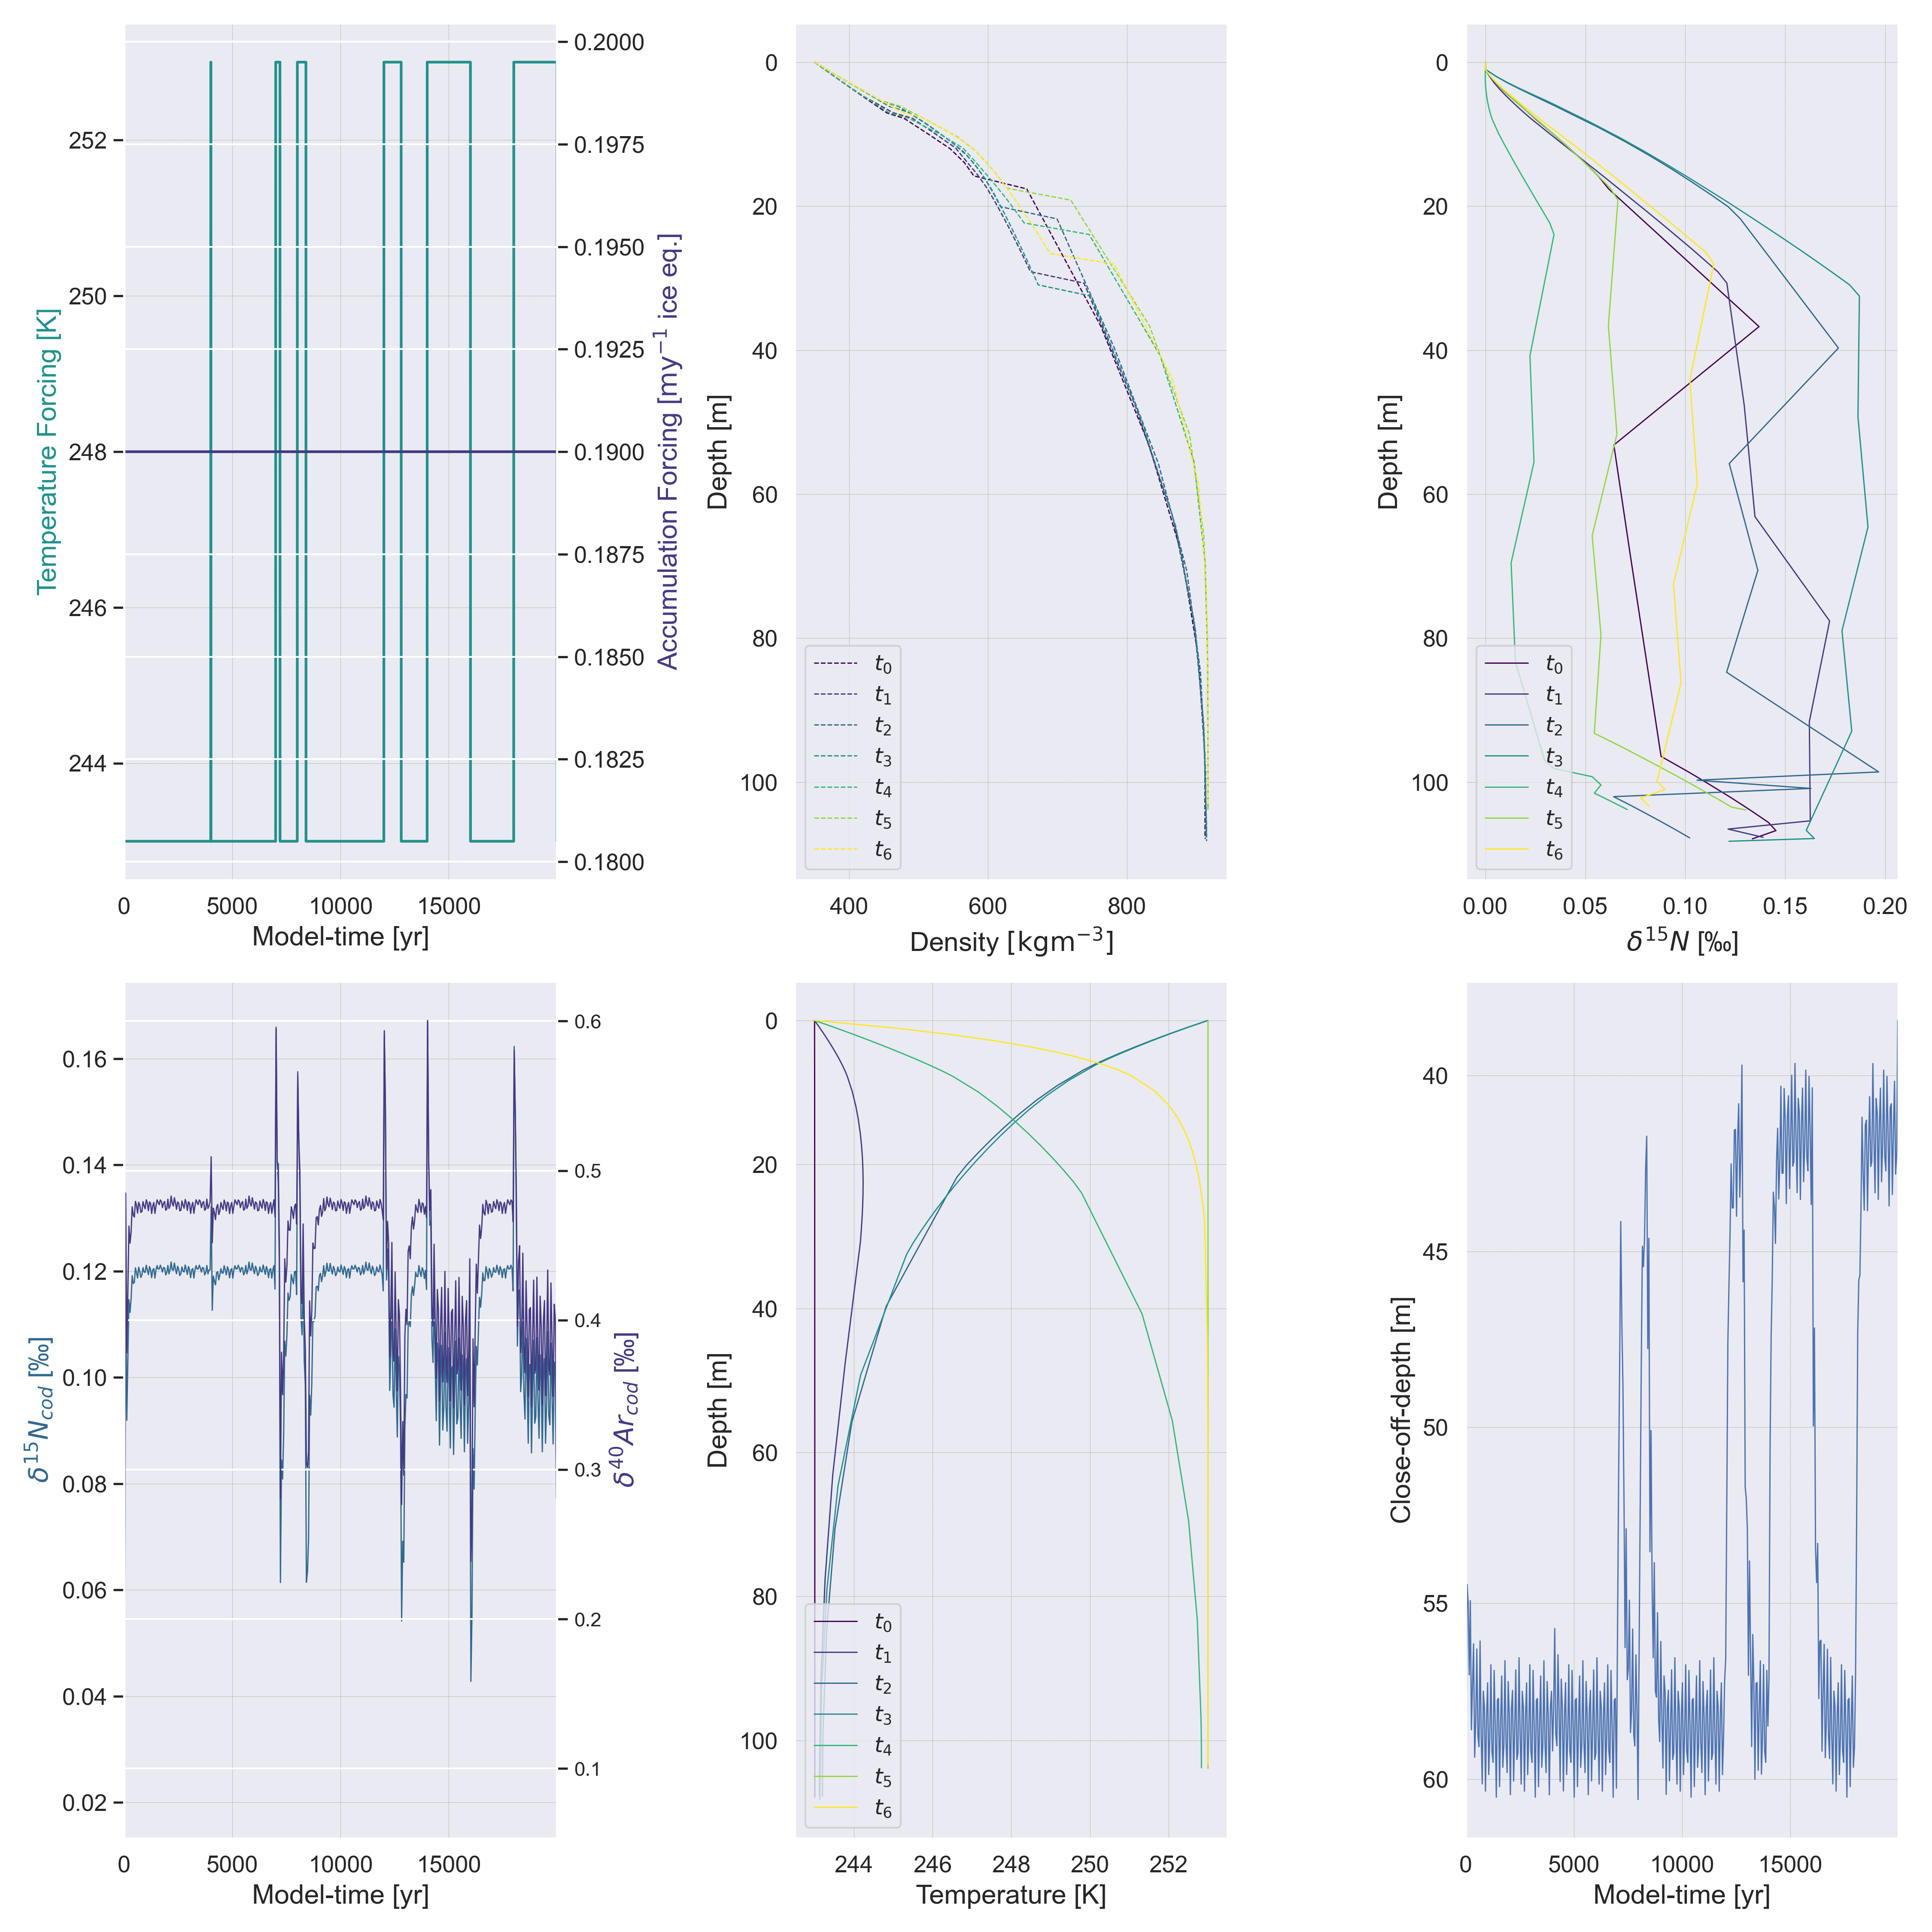 Temperature Forcing [K]
252
250
248
246
244
0.2000
0.1975
0.1950
0.1925
0.1900
0.1875
0.1850
0.1825
0.1800
Accumulation Forcing [my⁻¹ ice eq.]
0 5000 10000 15000
Model-time [yr]
Depth [m]
0
20
40
60
80
100
t₀
t₁
t₂
t₃
t₄
t₅
t₆
400 600 800
Density [kgm⁻³]
Depth [m]
0
20
40
60
80
100
t₀
t₁
t₂
t₃
t₄
t₅
t₆
0.00 0.05 0.10 0.15 0.20
δ¹⁵N [‰]
δ¹⁵N_cod [‰]
0.16
0.14
0.12
0.10
0.08
0.06
0.04
0.02
0.6
0.5
0.4
0.3
0.2
0.1
δ⁴⁰Ar_cod [‰]
0 5000 10000 15000
Model-time [yr]
Depth [m]
0
20
40
60
80
100
t₀
t₁
t₂
t₃
t₄
t₅
t₆
244 246 248 250 252
Temperature [K]
Close-off-depth [m]
40
45
50
55
60
0 5000 10000 15000
Model-time [yr]